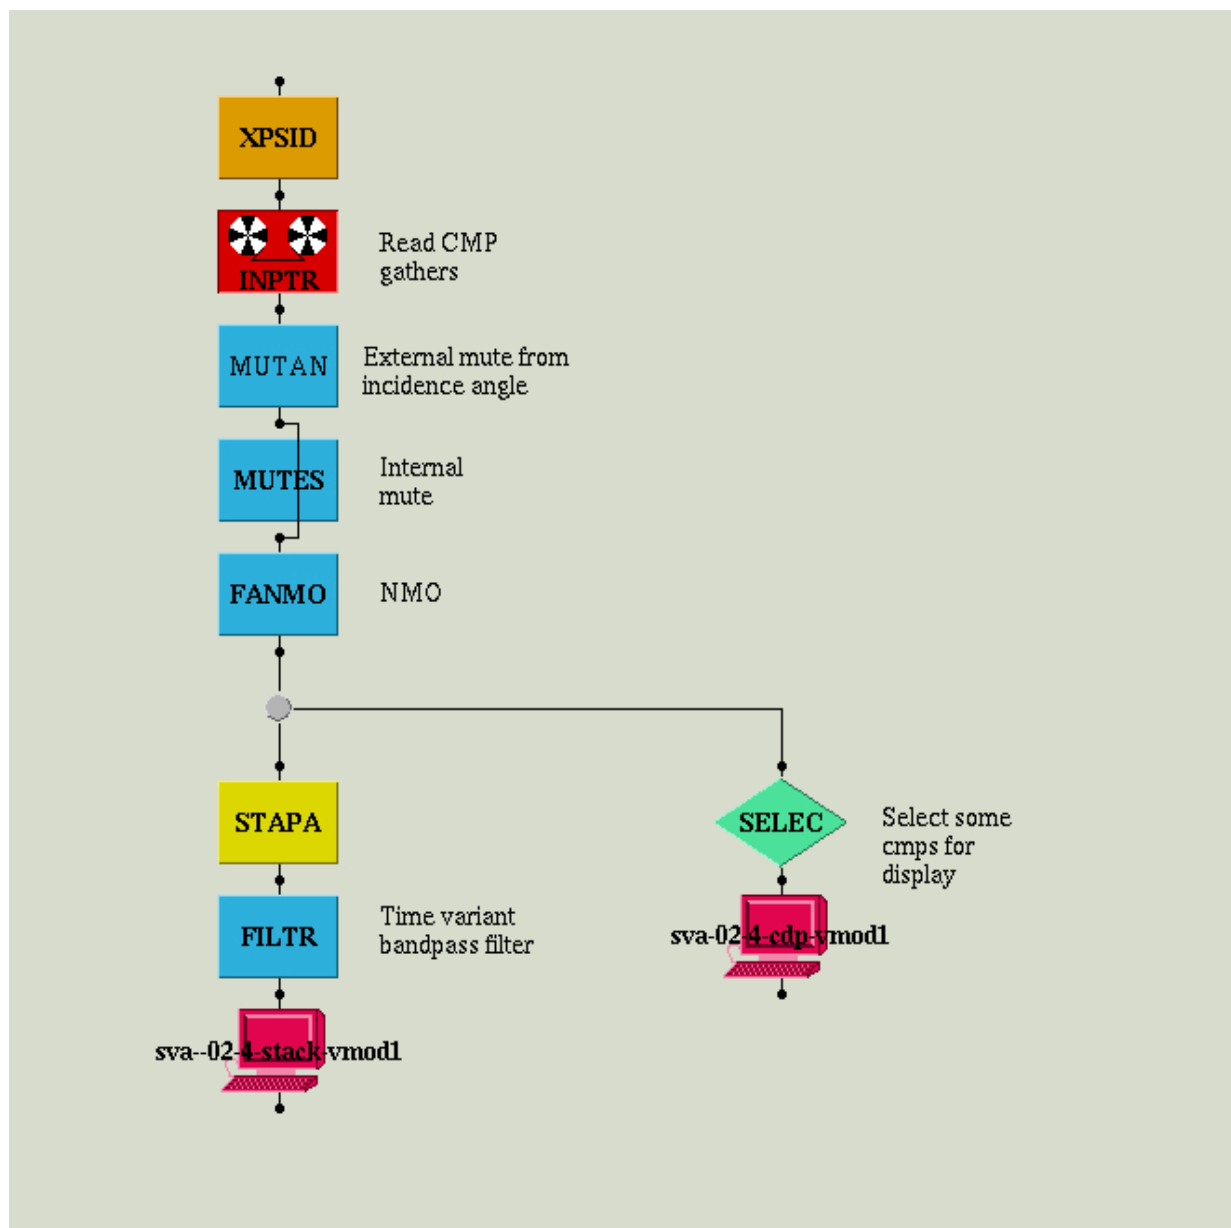 XPSID
INPTR
Read CMP
gathers
MUTAN
External mute from
incidence angle
MUTES
Internal
mute
FANMO
NMO
STAPA
SELEC
Select some
cmps for
display
FILTR
Time variant
bandpass filter
sva-02-4-cdp-vmod1
sva--02-4-stack-vmod1